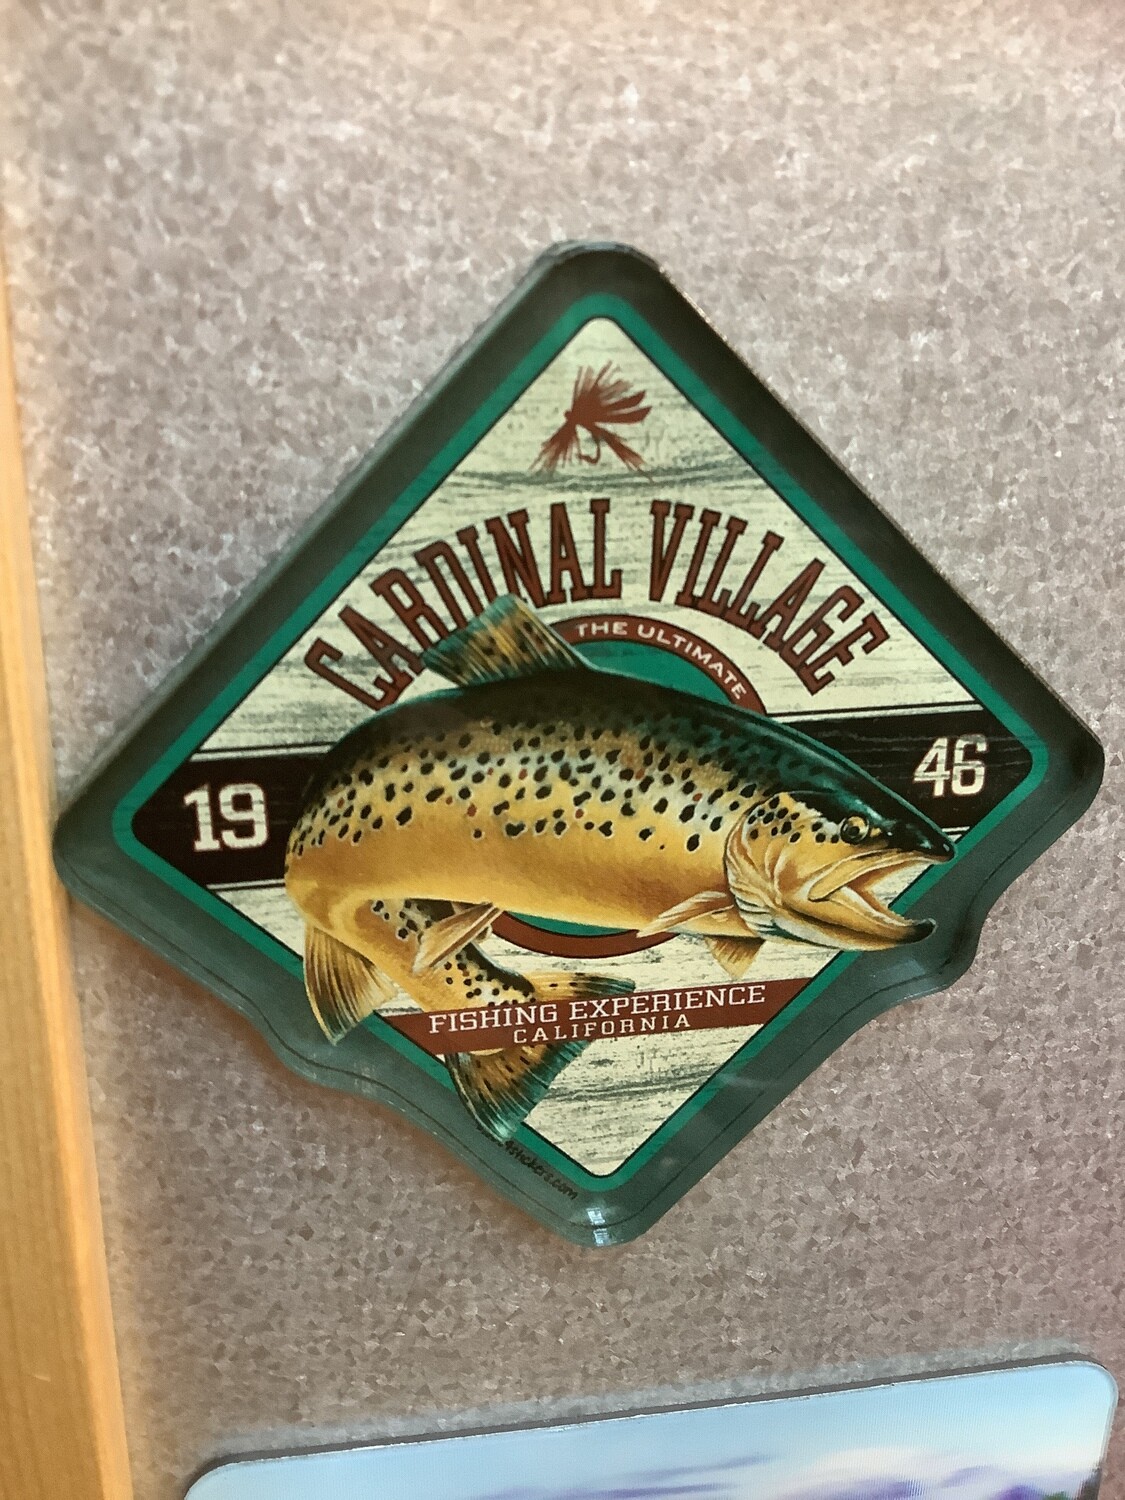 CARDINAL VILLAGE
THE ULTIMATE
19 46
FISHING EXPERIENCE
CALIFORNIA